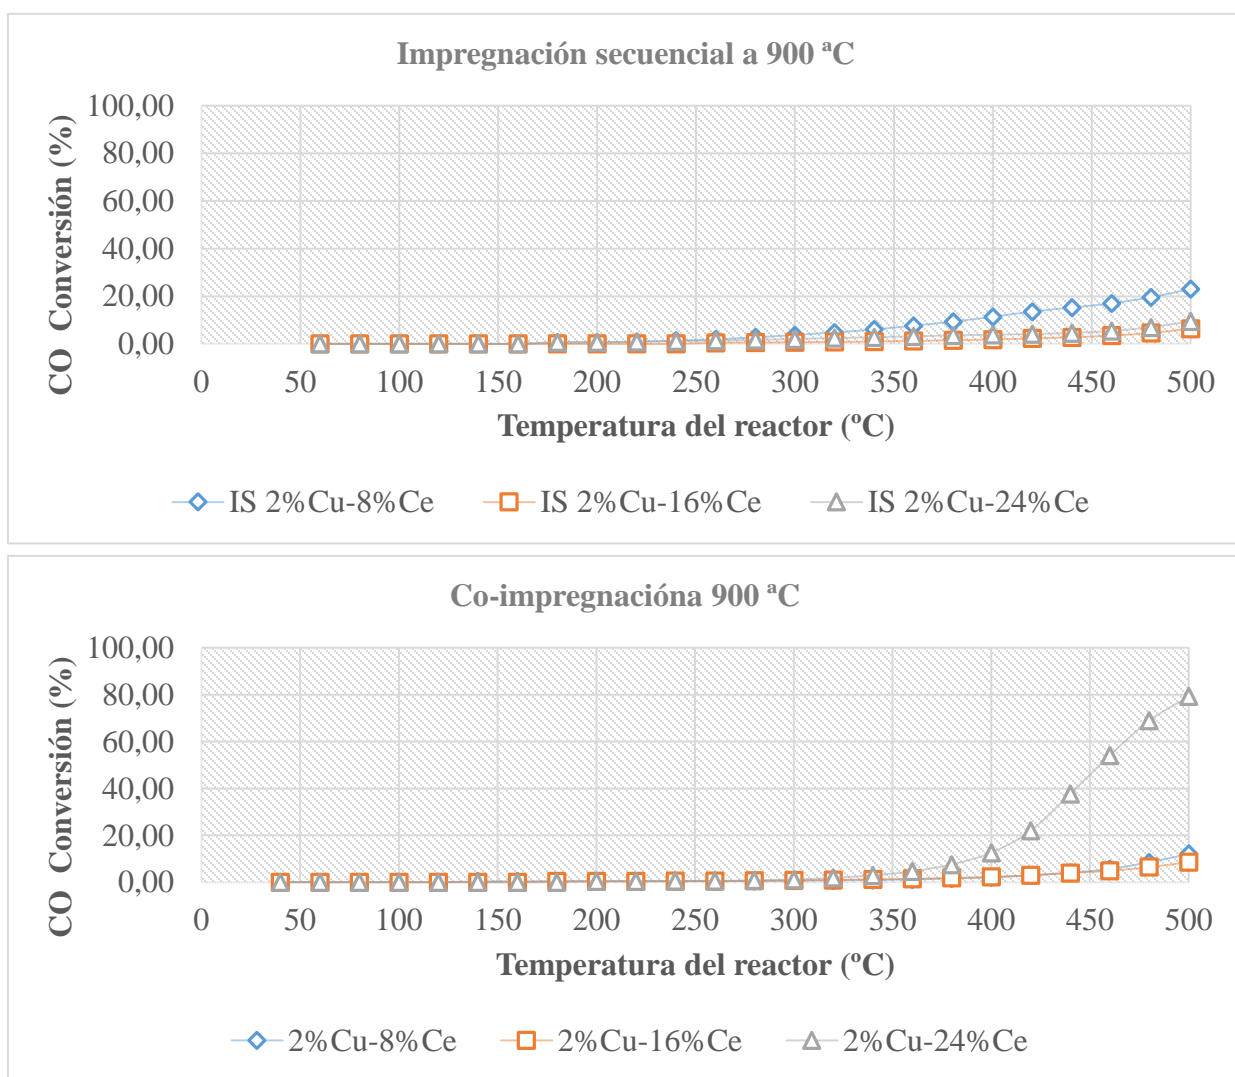 Impregnación secuencial a 900 ªC
100,00
80,00
60,00
40,00
20,00
0,00
CO Conversión (%)
0 50 100 150 200 250 300 350 400 450 500
Temperatura del reactor (ºC)
IS 2%Cu-8%Ce IS 2%Cu-16%Ce IS 2%Cu-24%Ce
Co-impregnacióna 900 ªC
100,00
80,00
60,00
40,00
20,00
0,00
CO Conversión (%)
0 50 100 150 200 250 300 350 400 450 500
Temperatura del reactor (ºC)
2%Cu-8%Ce 2%Cu-16%Ce 2%Cu-24%Ce